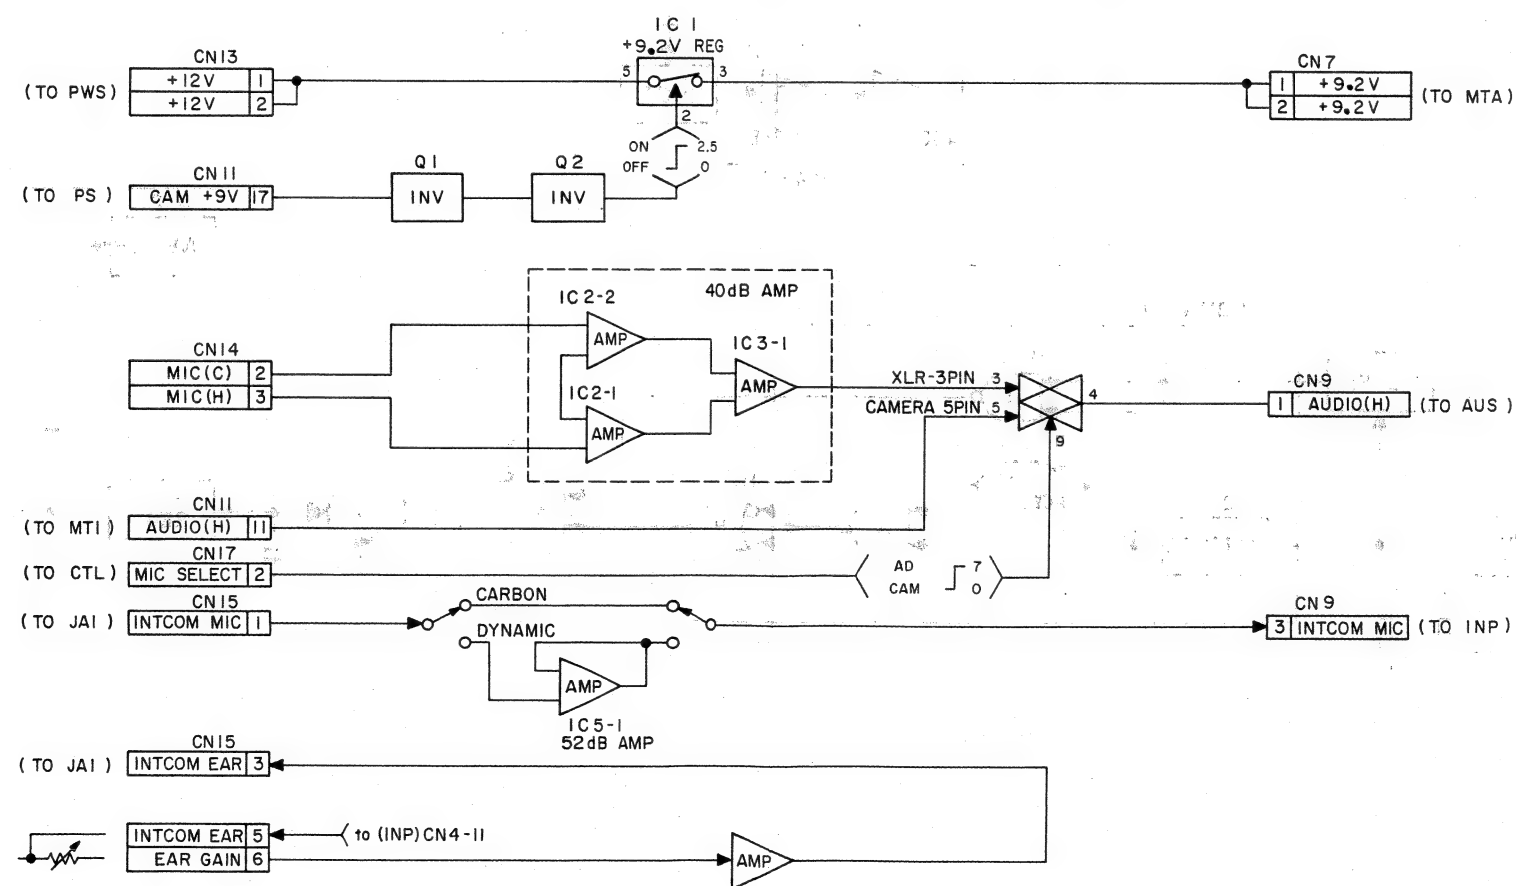 IC1
+9.2V REG
CN13
(TO PWS) +12V 1
+12V 2
5 3
2
CN7
1 +9.2V (TO MTA)
2 +9.2V
ON 2.5
OFF 0
CN11
(TO PS) CAM +9V 17
Q1
INV
Q2
INV
40dB AMP
IC2-2
AMP
IC2-1
AMP
IC3-1
AMP
CN14
MIC(C) 2
MIC(H) 3
XLR-3PIN 3
CAMERA 5PIN 5
4
9
CN9
1 AUDIO(H) (TO AUS)
CN11
(TO MTI) AUDIO(H) 11
CN17
(TO CTL) MIC SELECT 2
AD 7
CAM 0
CN15
(TO JAI) INTCOM MIC 1
CARBON
DYNAMIC
AMP
IC5-1
52dB AMP
CN9
3 INTCOM MIC (TO INP)
CN15
(TO JAI) INTCOM EAR 3
INTCOM EAR 5 to (INP)CN4-11
EAR GAIN 6
AMP